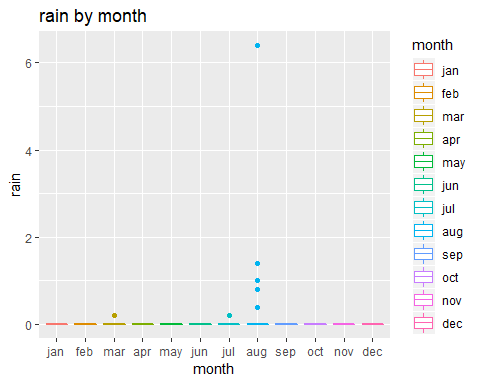 rain by month
6
4
2
0
rain
jan feb mar apr may jun jul aug sep oct nov dec
month
month
jan
feb
mar
apr
may
jun
jul
aug
sep
oct
nov
dec